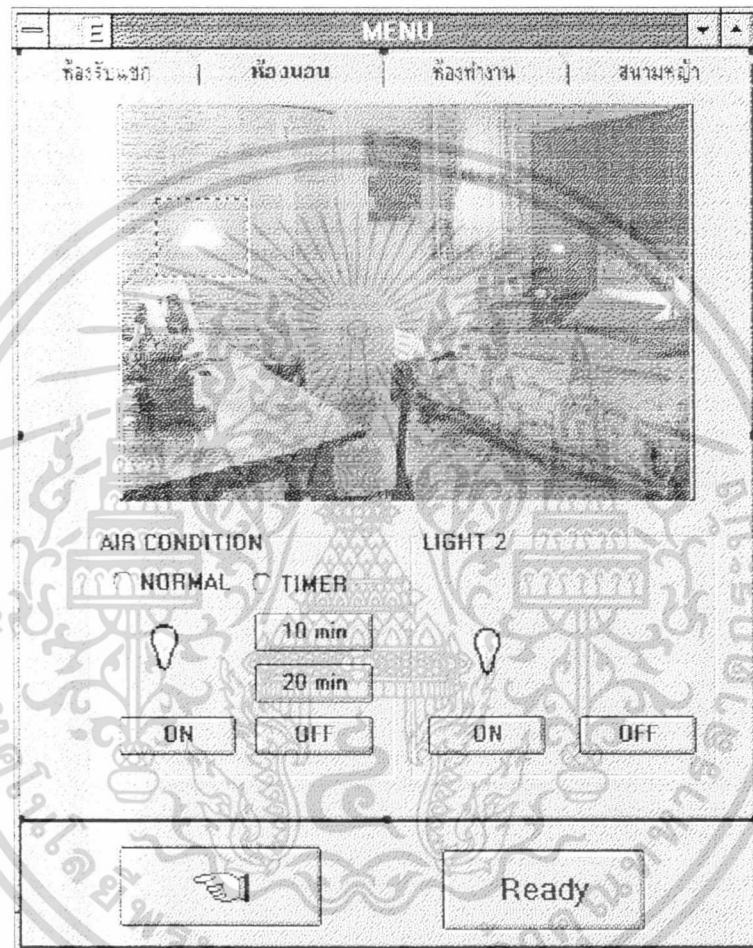 MENU
ห้องรับแขก | ห้องนอน | ห้องทำงาน | สนามหญ้า
AIR CONDITION LIGHT 2
NORMAL TIMER
10 min
20 min
ON OFF ON OFF
Ready